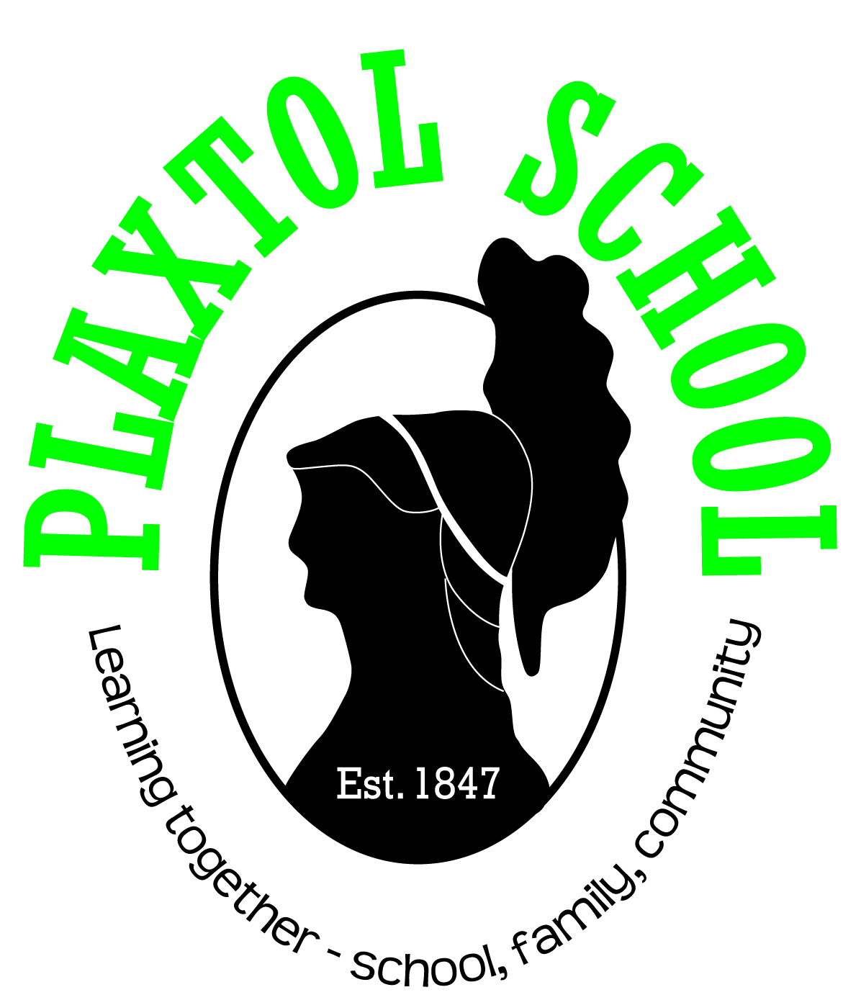 PLAXTOL SCHOOL
Est. 1847
Learning together - school, family, community